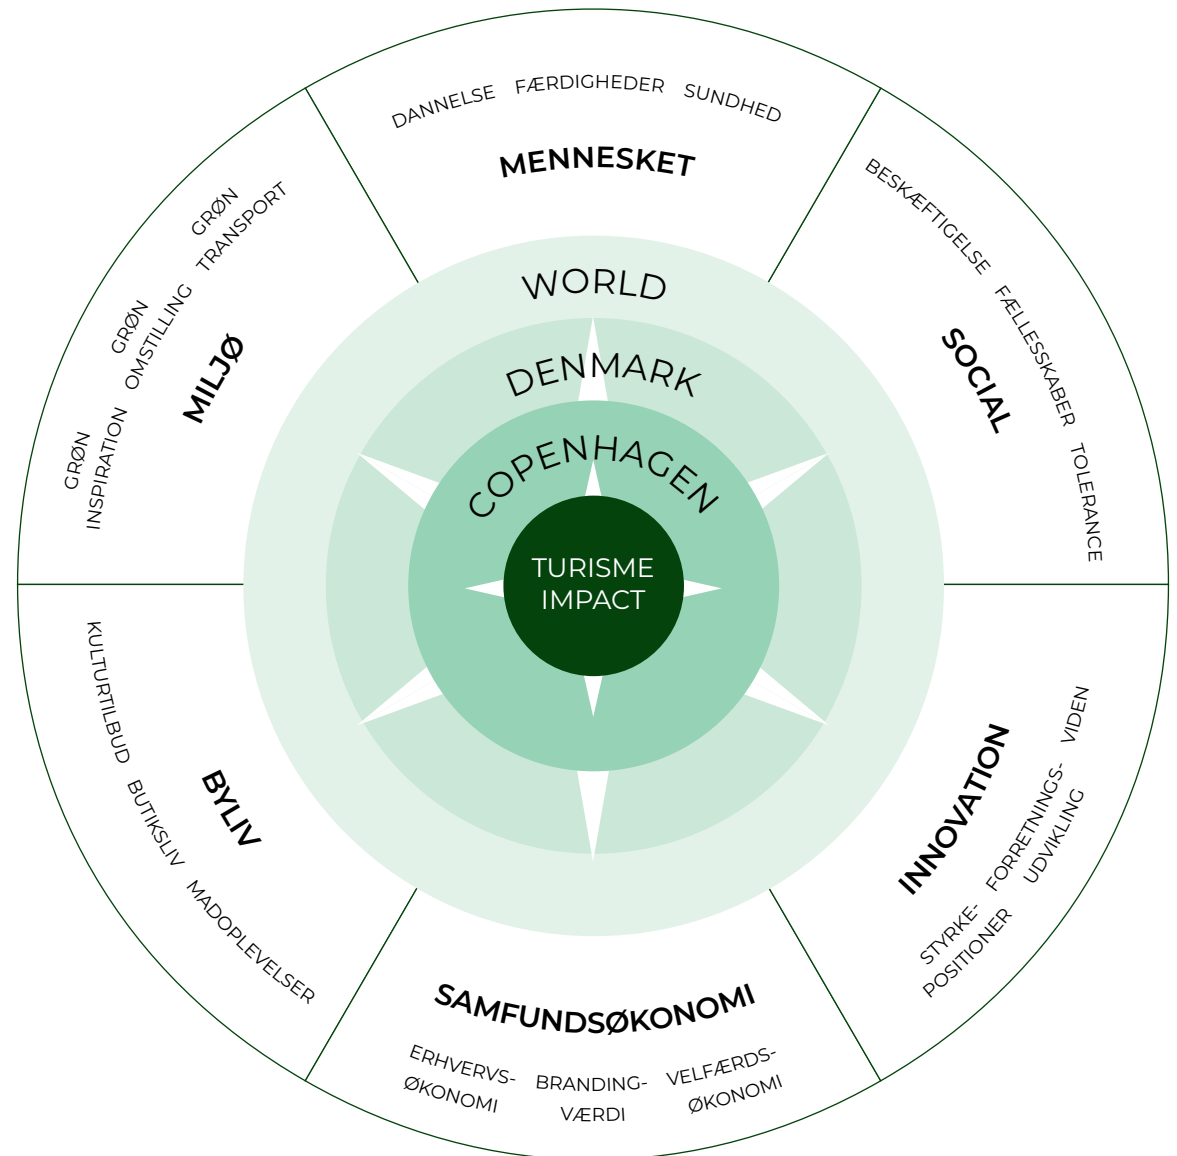 DANNELSE FÆRDIGHEDER SUNDHED
MENNESKET
BESKÆFTIGELSE FÆLLESSKABER TOLERANCE
SOCIAL
VIDEN
FORRETNINGS-
UDVIKLING
STYRKE-
POSITIONER
INNOVATION
SAMFUNDSØKONOMI
ERHVERVS-
ØKONOMI
BRANDING-
VÆRDI
VELFÆRDS-
ØKONOMI
BYLIV
KULTURTILBUD BUTIKSLIV MADOPLEVELSER
MILJØ
GRØN
INSPIRATION
GRØN
OMSTILLING
GRØN
TRANSPORT
WORLD
DENMARK
COPENHAGEN
TURISME
IMPACT